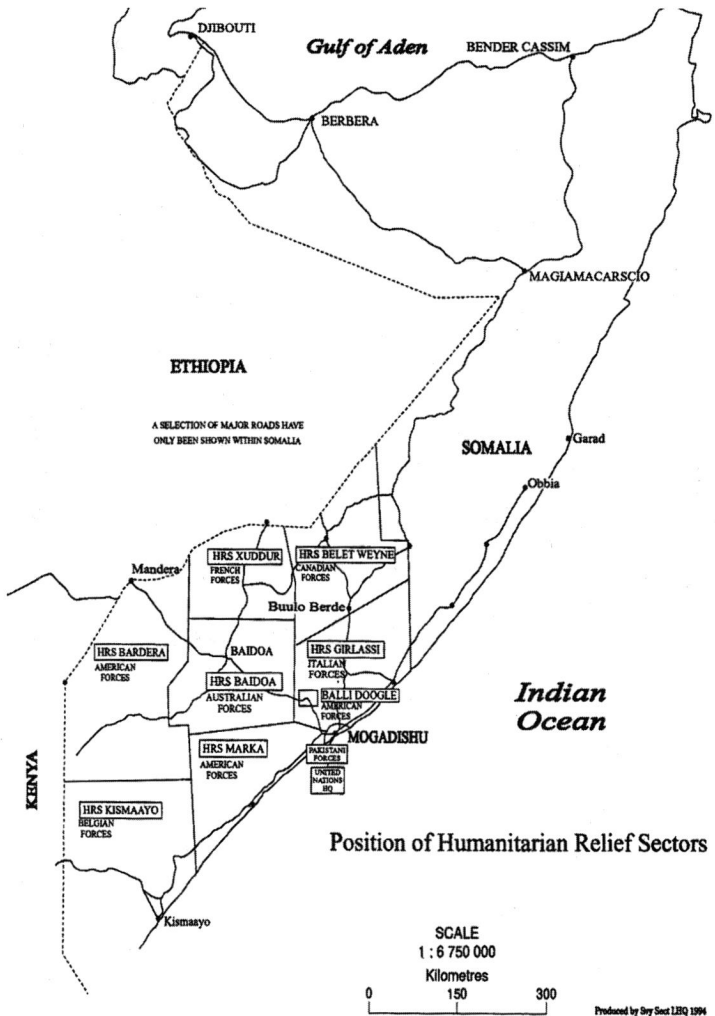 DJIBOUTI
Gulf of Aden
BENDER CASSIM
BERBERA
MAGIAMACARSCIO
ETHIOPIA
A SELECTION OF MAJOR ROADS HAVE
ONLY BEEN SHOWN WITHIN SOMALIA
SOMALIA
Garad
Obbia
HRS XUDDUR
FRENCH
FORCES
HRS BELET WEYNE
CANADIAN
FORCES
Mandera
Buulo Berde
HRS BARDERA
AMERICAN
FORCES
BAIDOA
HRS GIRLASSI
ITALIAN
FORCES
HRS BAIDOA
AUSTRALIAN
FORCES
BALLI DOOGLE
AMERICAN
FORCES
Indian
Ocean
HRS MARKA
AMERICAN
FORCES
MOGADISHU
PAKISTANI
FORCES
UNITED
NATIONS
HQ
KENYA
HRS KISMAAYO
BELGIAN
FORCES
Position of Humanitarian Relief Sectors
Kismaayo
SCALE
1 : 6 750 000
Kilometres
0 150 300
Produced by Svy Sect LHQ 1994